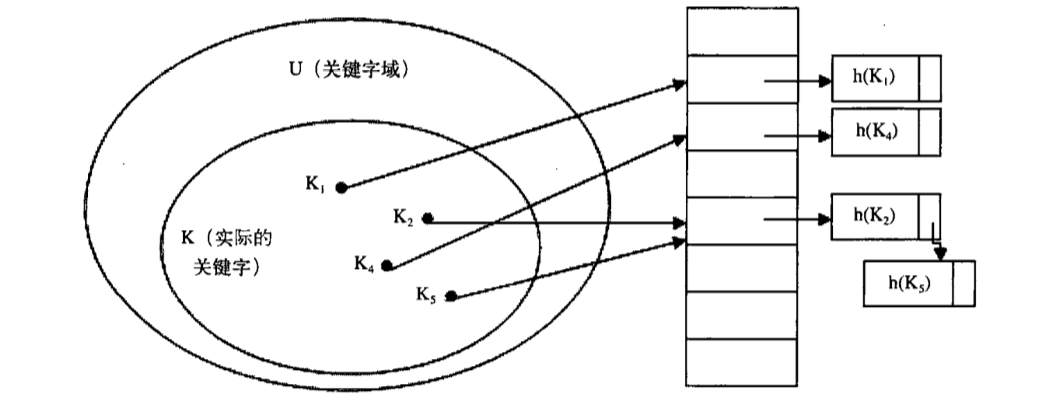 U（关键字域）
h(K₁)
h(K₄)
K₁
K₂
h(K₂)
K（实际的
关键字）
K₄
K₅
h(K₅)